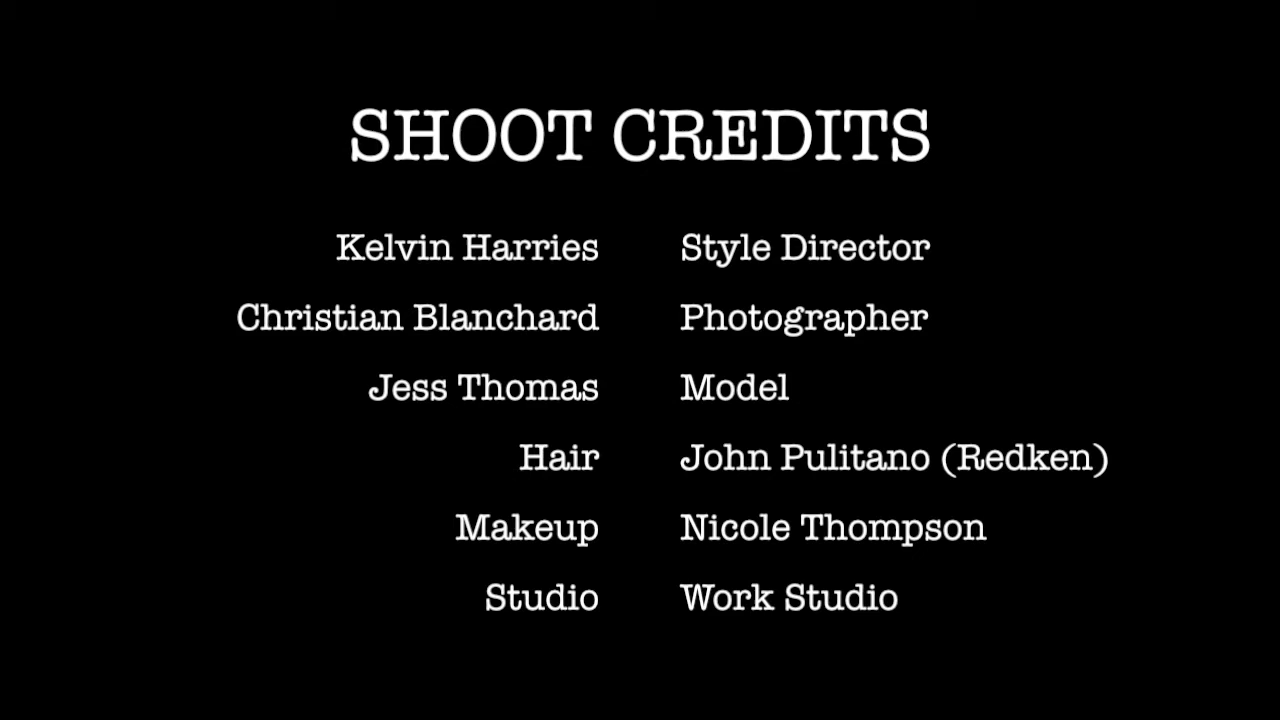 SHOOT CREDITS
Kelvin Harries Style Director
Christian Blanchard Photographer
Jess Thomas Model
Hair John Pulitano (Redken)
Makeup Nicole Thompson
Studio Work Studio